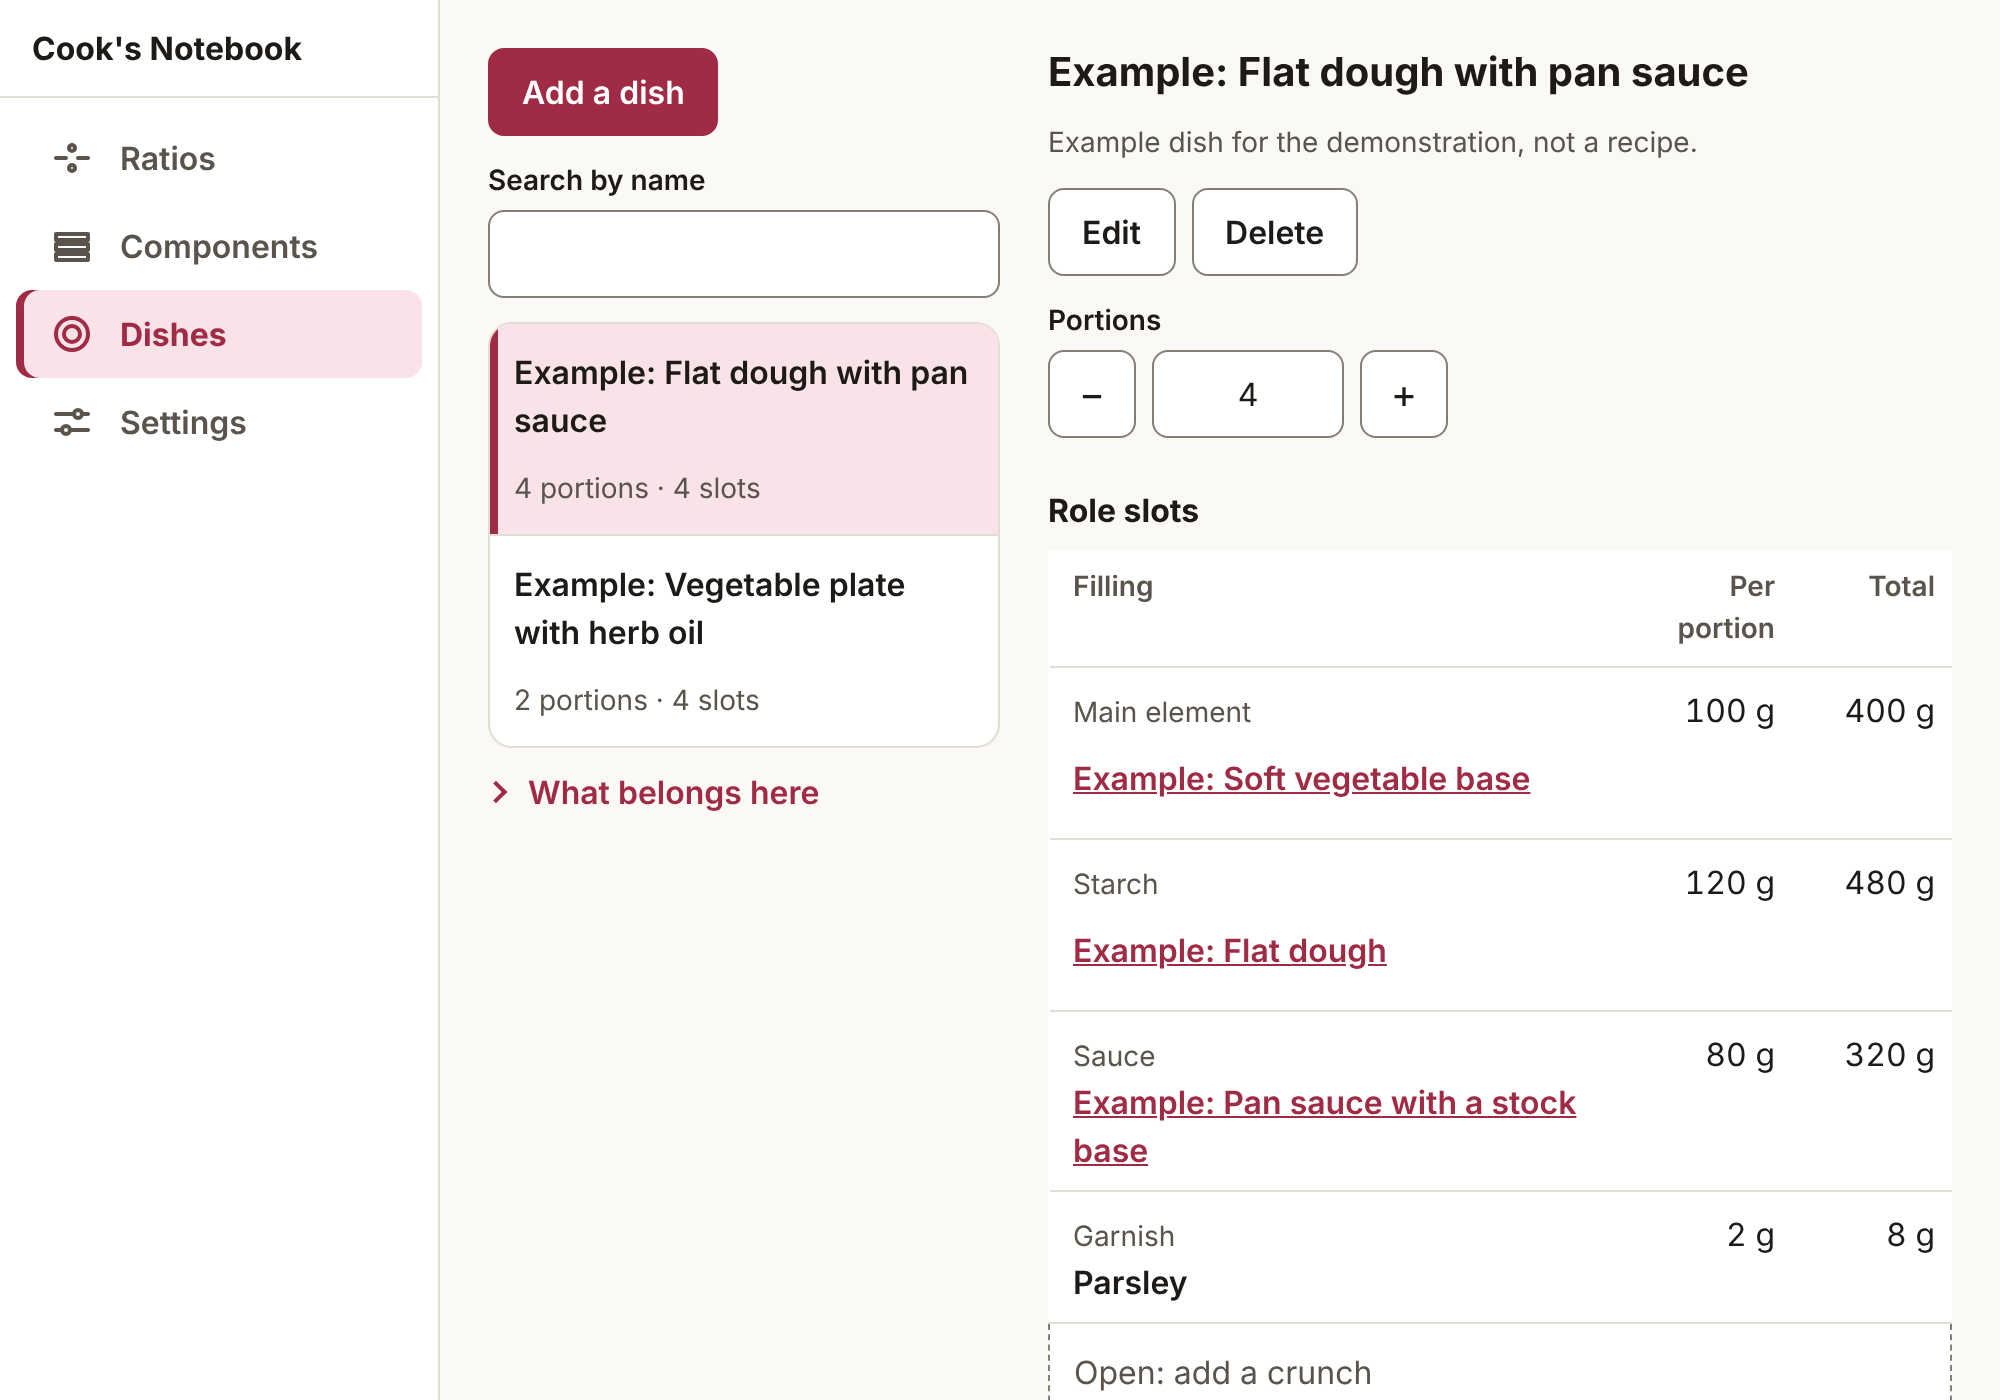 Cook's Notebook
Ratios
Components
Dishes
Settings
Add a dish
Search by name
Example: Flat dough with pan
sauce
4 portions · 4 slots
Example: Vegetable plate
with herb oil
2 portions · 4 slots
What belongs here
Example: Flat dough with pan sauce
Example dish for the demonstration, not a recipe.
Edit Delete
Portions
− 4 +
Role slots
Filling Per portion Total
Main element 100 g 400 g
Example: Soft vegetable base
Starch 120 g 480 g
Example: Flat dough
Sauce 80 g 320 g
Example: Pan sauce with a stock
base
Garnish 2 g 8 g
Parsley
Open: add a crunch